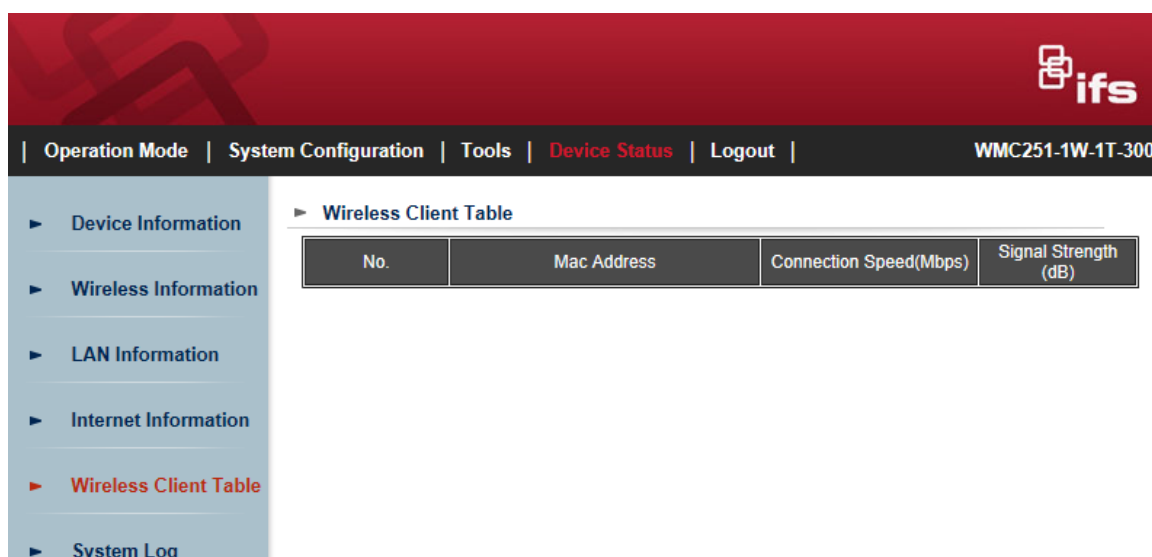 ifs
| Operation Mode | System Configuration | Tools | Device Status | Logout | WMC251-1W-1T-300
Device Information
Wireless Information
LAN Information
Internet Information
Wireless Client Table
System Log
Wireless Client Table
No. Mac Address Connection Speed(Mbps) Signal Strength
(dB)